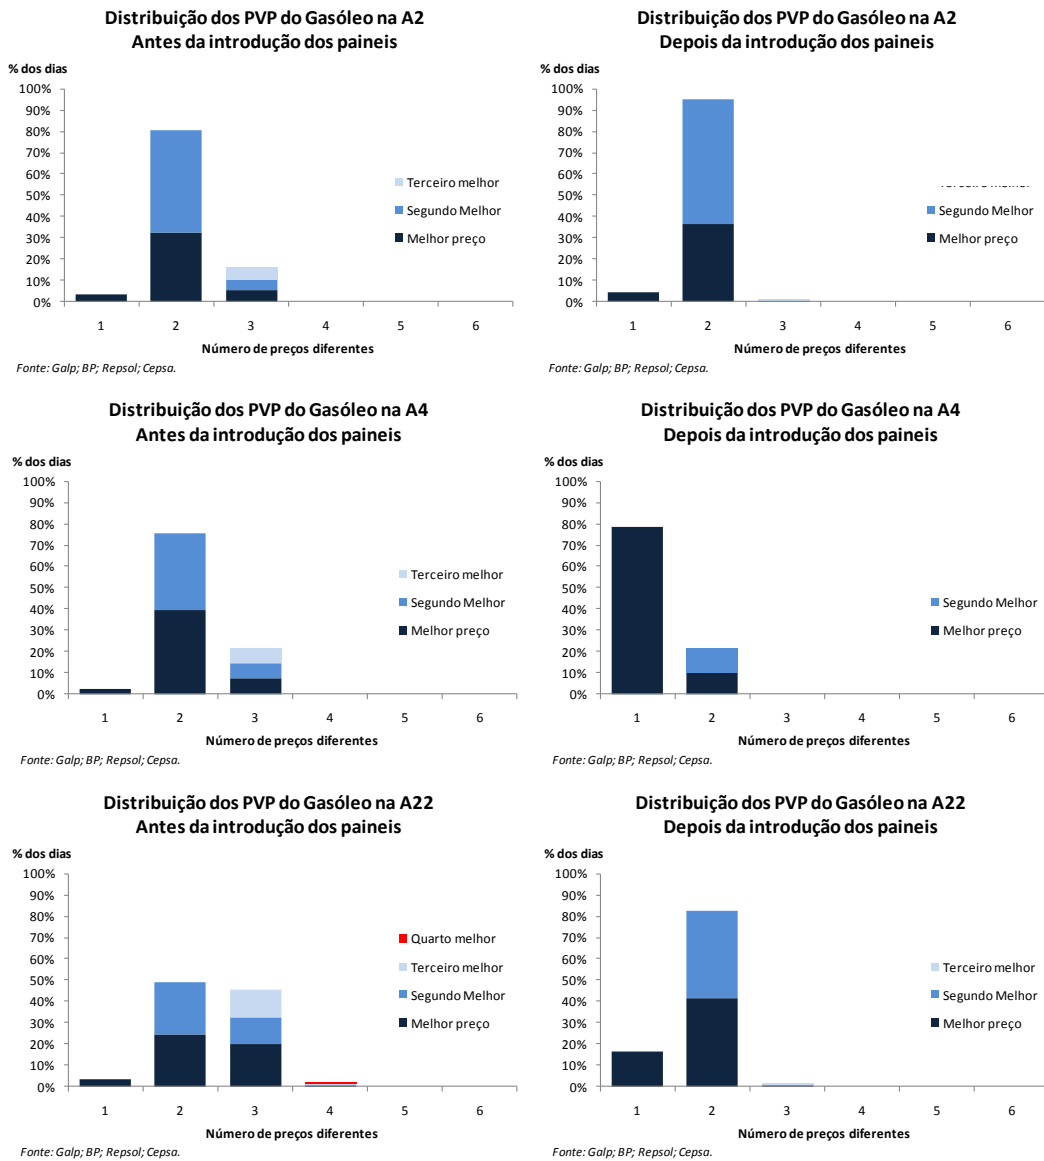 Distribuição dos PVP do Gasóleo na A2
Antes da introdução dos paineis
% dos dias
100%
90%
80%
70%
60%
50%
40%
30%
20%
10%
0%
Terceiro melhor
Segundo Melhor
Melhor preço
1 2 3 4 5 6
Número de preços diferentes
Fonte: Galp; BP; Repsol; Cepsa.
Distribuição dos PVP do Gasóleo na A2
Depois da introdução dos paineis
% dos dias
100%
90%
80%
70%
60%
50%
40%
30%
20%
10%
0%
Segundo Melhor
Melhor preço
1 2 3 4 5 6
Número de preços diferentes
Fonte: Galp; BP; Repsol; Cepsa.
Distribuição dos PVP do Gasóleo na A4
Antes da introdução dos paineis
% dos dias
100%
90%
80%
70%
60%
50%
40%
30%
20%
10%
0%
Terceiro melhor
Segundo Melhor
Melhor preço
1 2 3 4 5 6
Número de preços diferentes
Fonte: Galp; BP; Repsol; Cepsa.
Distribuição dos PVP do Gasóleo na A4
Depois da introdução dos paineis
% dos dias
100%
90%
80%
70%
60%
50%
40%
30%
20%
10%
0%
Segundo Melhor
Melhor preço
1 2 3 4 5 6
Número de preços diferentes
Fonte: Galp; BP; Repsol; Cepsa.
Distribuição dos PVP do Gasóleo na A22
Antes da introdução dos paineis
% dos dias
100%
90%
80%
70%
60%
50%
40%
30%
20%
10%
0%
Quarto melhor
Terceiro melhor
Segundo Melhor
Melhor preço
1 2 3 4 5 6
Número de preços diferentes
Fonte: Galp; BP; Repsol; Cepsa.
Distribuição dos PVP do Gasóleo na A22
Depois da introdução dos paineis
% dos dias
100%
90%
80%
70%
60%
50%
40%
30%
20%
10%
0%
Terceiro melhor
Segundo Melhor
Melhor preço
1 2 3 4 5 6
Número de preços diferentes
Fonte: Galp; BP; Repsol; Cepsa.